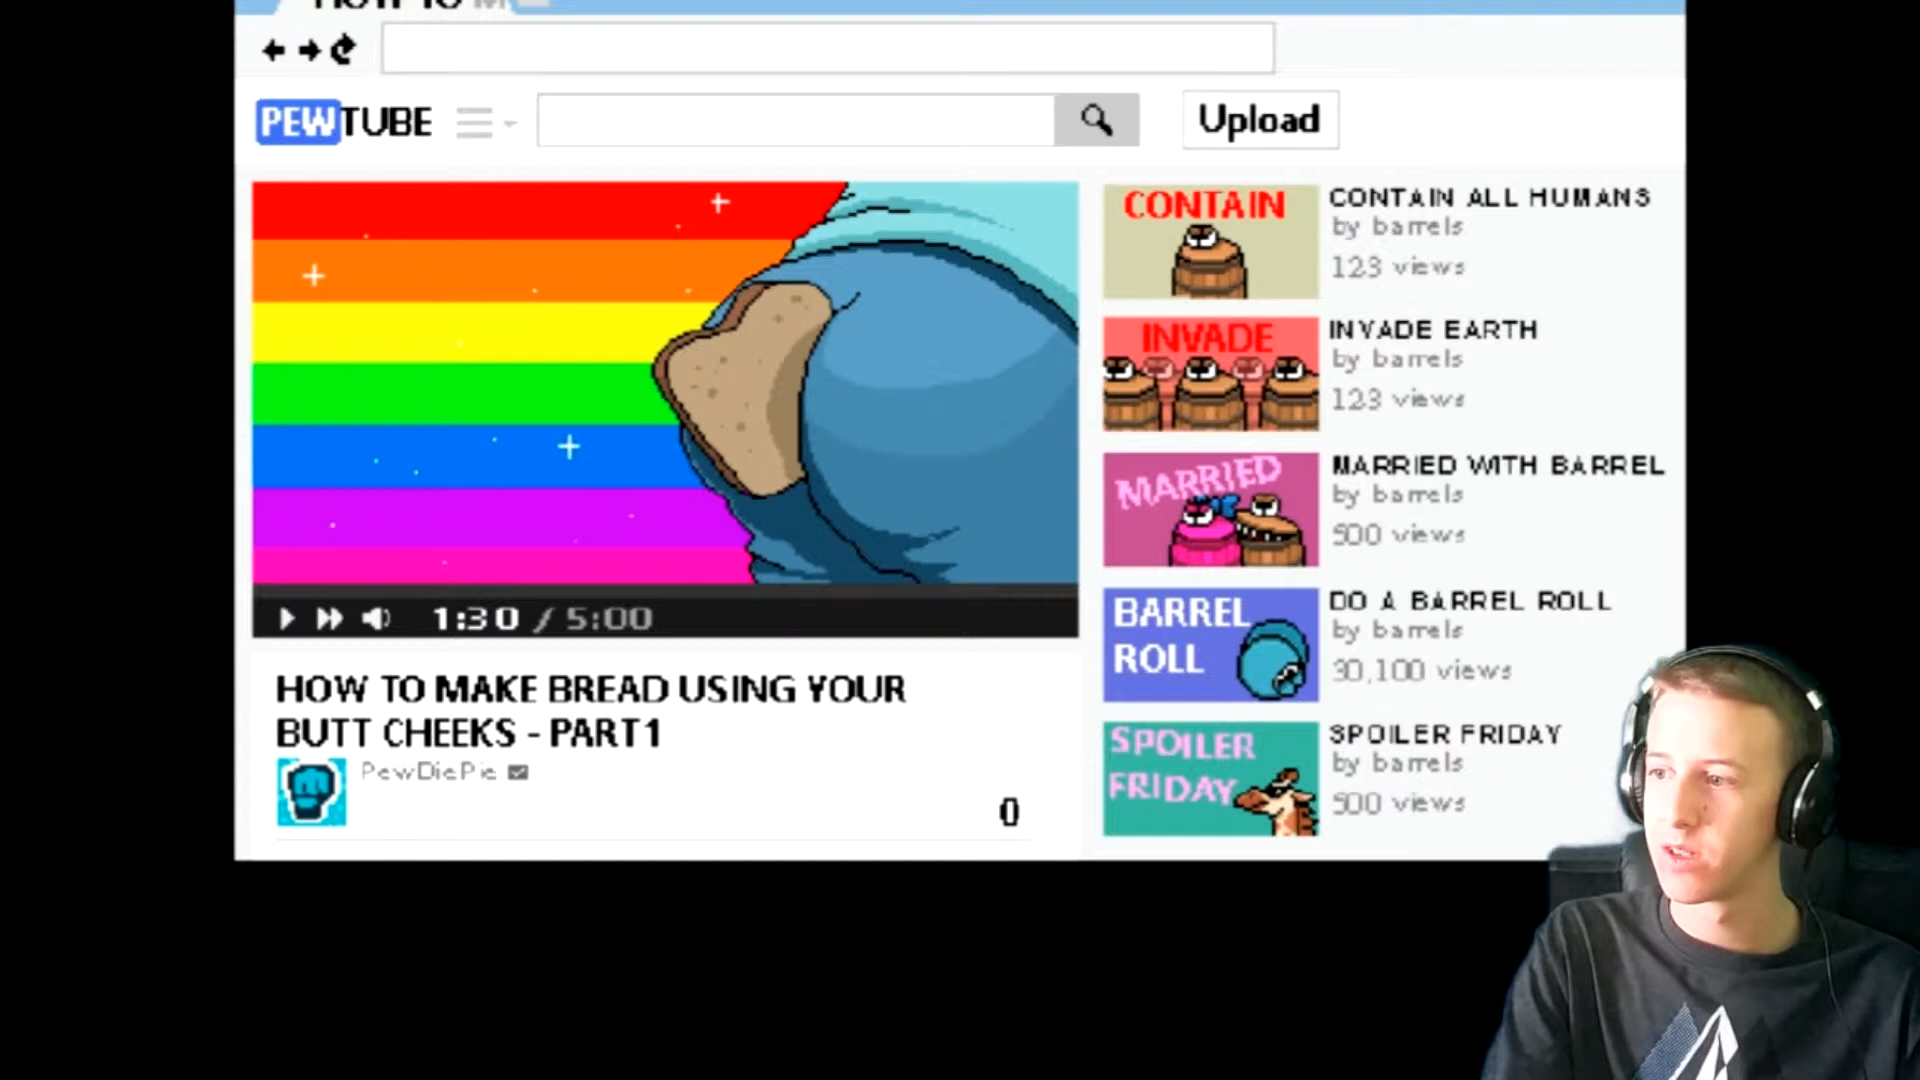 HOW TO M
PEWTUBE
Upload
CONTAIN
CONTAIN ALL HUMANS
by barrels
123 views
INVADE
INVADE EARTH
by barrels
123 views
MARRIED
MARRIED WITH BARREL
by barrels
500 views
BARREL
ROLL
DO A BARREL ROLL
by barrels
30,100 views
SPOILER
FRIDAY
SPOILER FRIDAY
by barrels
500 views
1:30 / 5:00
HOW TO MAKE BREAD USING YOUR
BUTT CHEEKS - PART1
PewDiePie
0